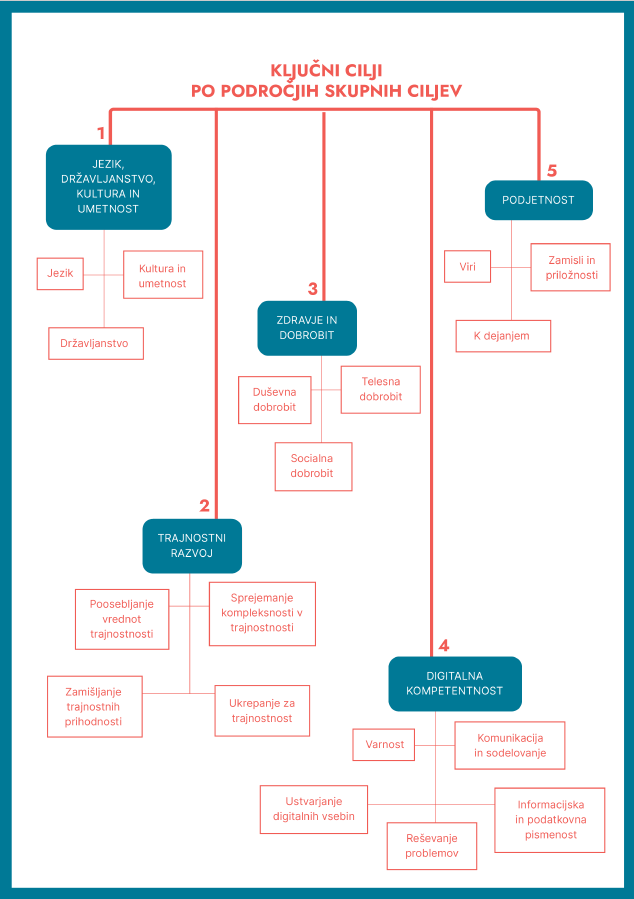 KLJUČNI CILJI
PO PODROČJIH SKUPNIH CILJEV
1
JEZIK,
DRŽAVLJANSTVO,
KULTURA IN
UMETNOST
Jezik
Kultura in
umetnost
Državljanstvo
5
PODJETNOST
Viri
Zamisli in
priložnosti
K dejanjem
3
ZDRAVJE IN
DOBROBIT
Duševna
dobrobit
Telesna
dobrobit
Socialna
dobrobit
2
TRAJNOSTNI
RAZVOJ
Poosebljanje
vrednot
trajnostnosti
Sprejemanje
kompleksnosti v
trajnostnosti
Zamišljanje
trajnostnih
prihodnosti
Ukrepanje za
trajnostnost
4
DIGITALNA
KOMPETENTNOST
Varnost
Komunikacija
in sodelovanje
Ustvarjanje
digitalnih vsebin
Informacijska
in podatkovna
pismenost
Reševanje
problemov